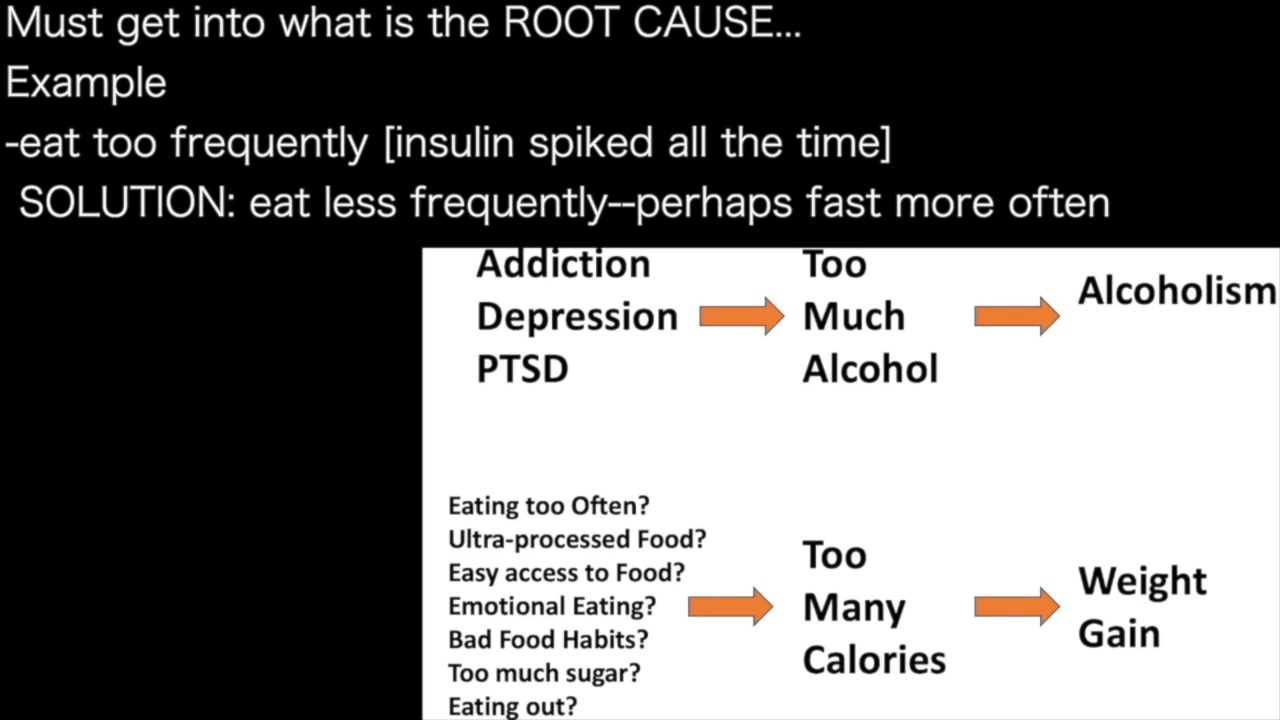 Must get into what is the ROOT CAUSE...
Example
-eat too frequently [insulin spiked all the time]
SOLUTION: eat less frequently--perhaps fast more often
Addiction
Depression
PTSD
Too
Much
Alcohol
Alcoholism
Eating too Often?
Ultra-processed Food?
Easy access to Food?
Emotional Eating?
Bad Food Habits?
Too much sugar?
Eating out?
Too
Many
Calories
Weight
Gain